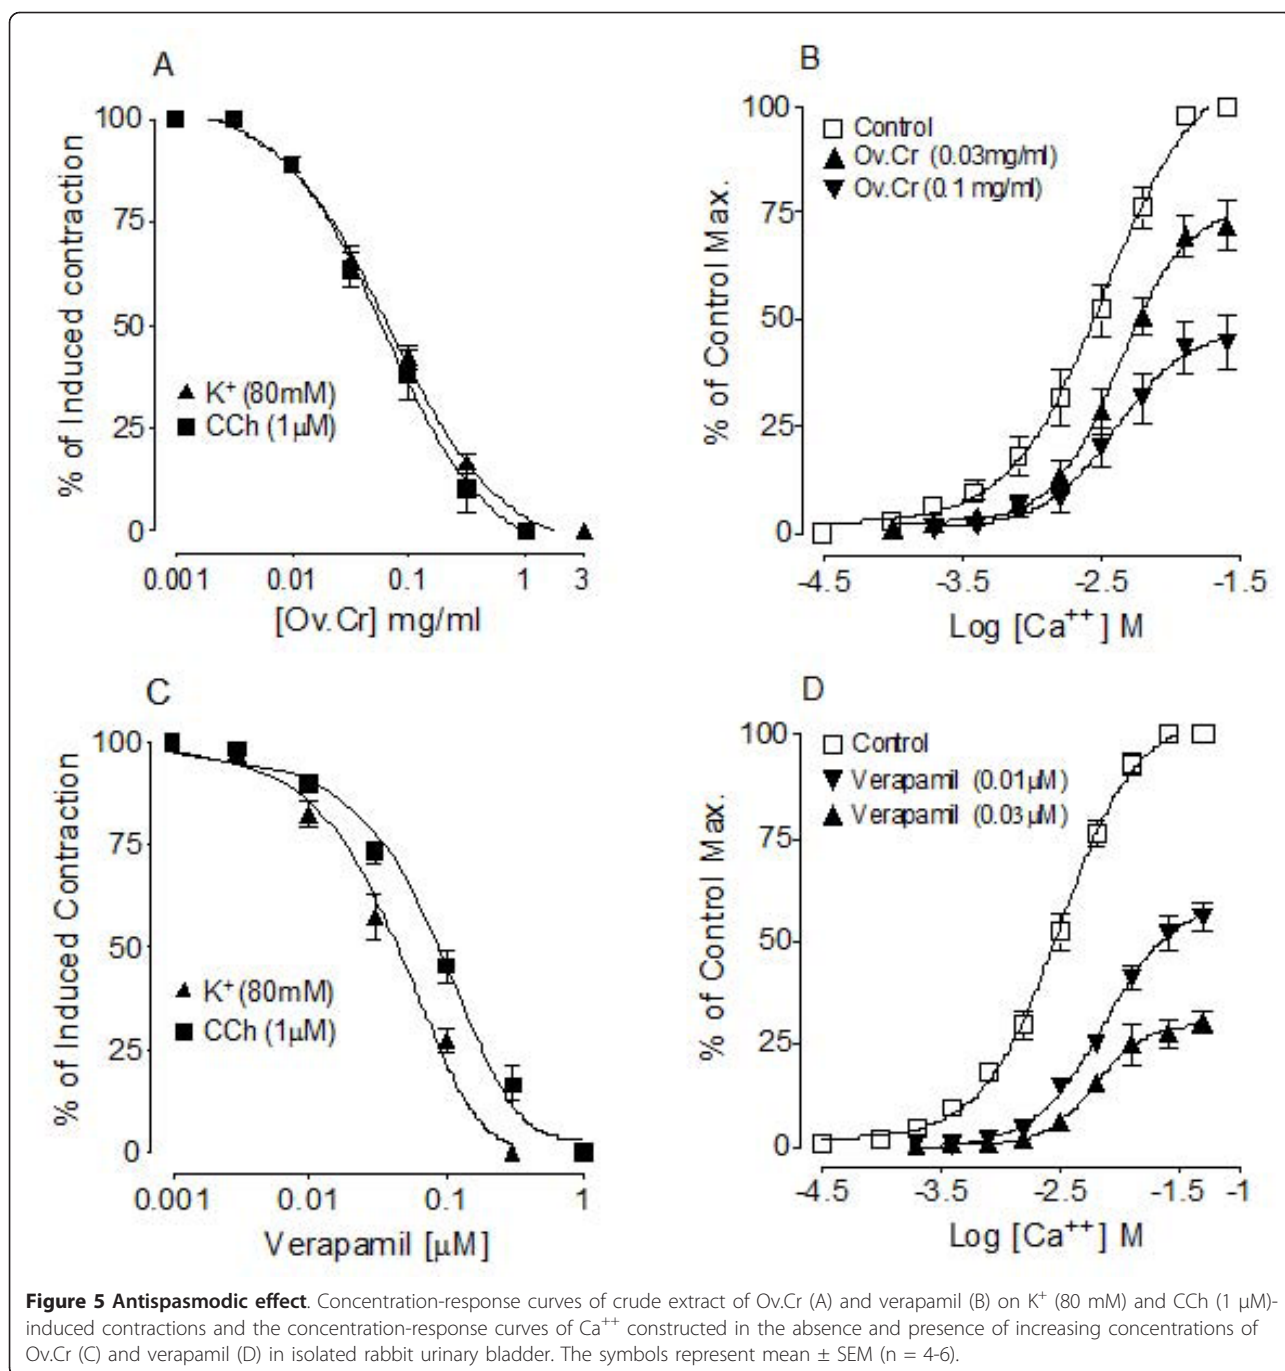 A
100
75
50
25
0
% of Induced contraction
K+ (80mM)
CCh (1µM)
0.001 0.01 0.1 1 3
[Ov.Cr] mg/ml
B
100
75
50
25
0
% of Control Max.
Control
Ov.Cr (0.03mg/ml)
Ov.Cr (0.1 mg/ml)
-4.5 -3.5 -2.5 -1.5
Log [Ca++] M
C
100
75
50
25
0
% of Induced Contraction
K+ (80mM)
CCh (1µM)
0.001 0.01 0.1 1
Verapamil [µM]
D
100
75
50
25
0
% of Control Max.
Control
Verapamil (0.01µM)
Verapamil (0.03µM)
-4.5 -3.5 -2.5 -1.5 -1
Log [Ca++] M
Figure 5 Antispasmodic effect. Concentration-response curves of crude extract of Ov.Cr (A) and verapamil (B) on K+ (80 mM) and CCh (1 µM)-
induced contractions and the concentration-response curves of Ca++ constructed in the absence and presence of increasing concentrations of
Ov.Cr (C) and verapamil (D) in isolated rabbit urinary bladder. The symbols represent mean ± SEM (n = 4-6).